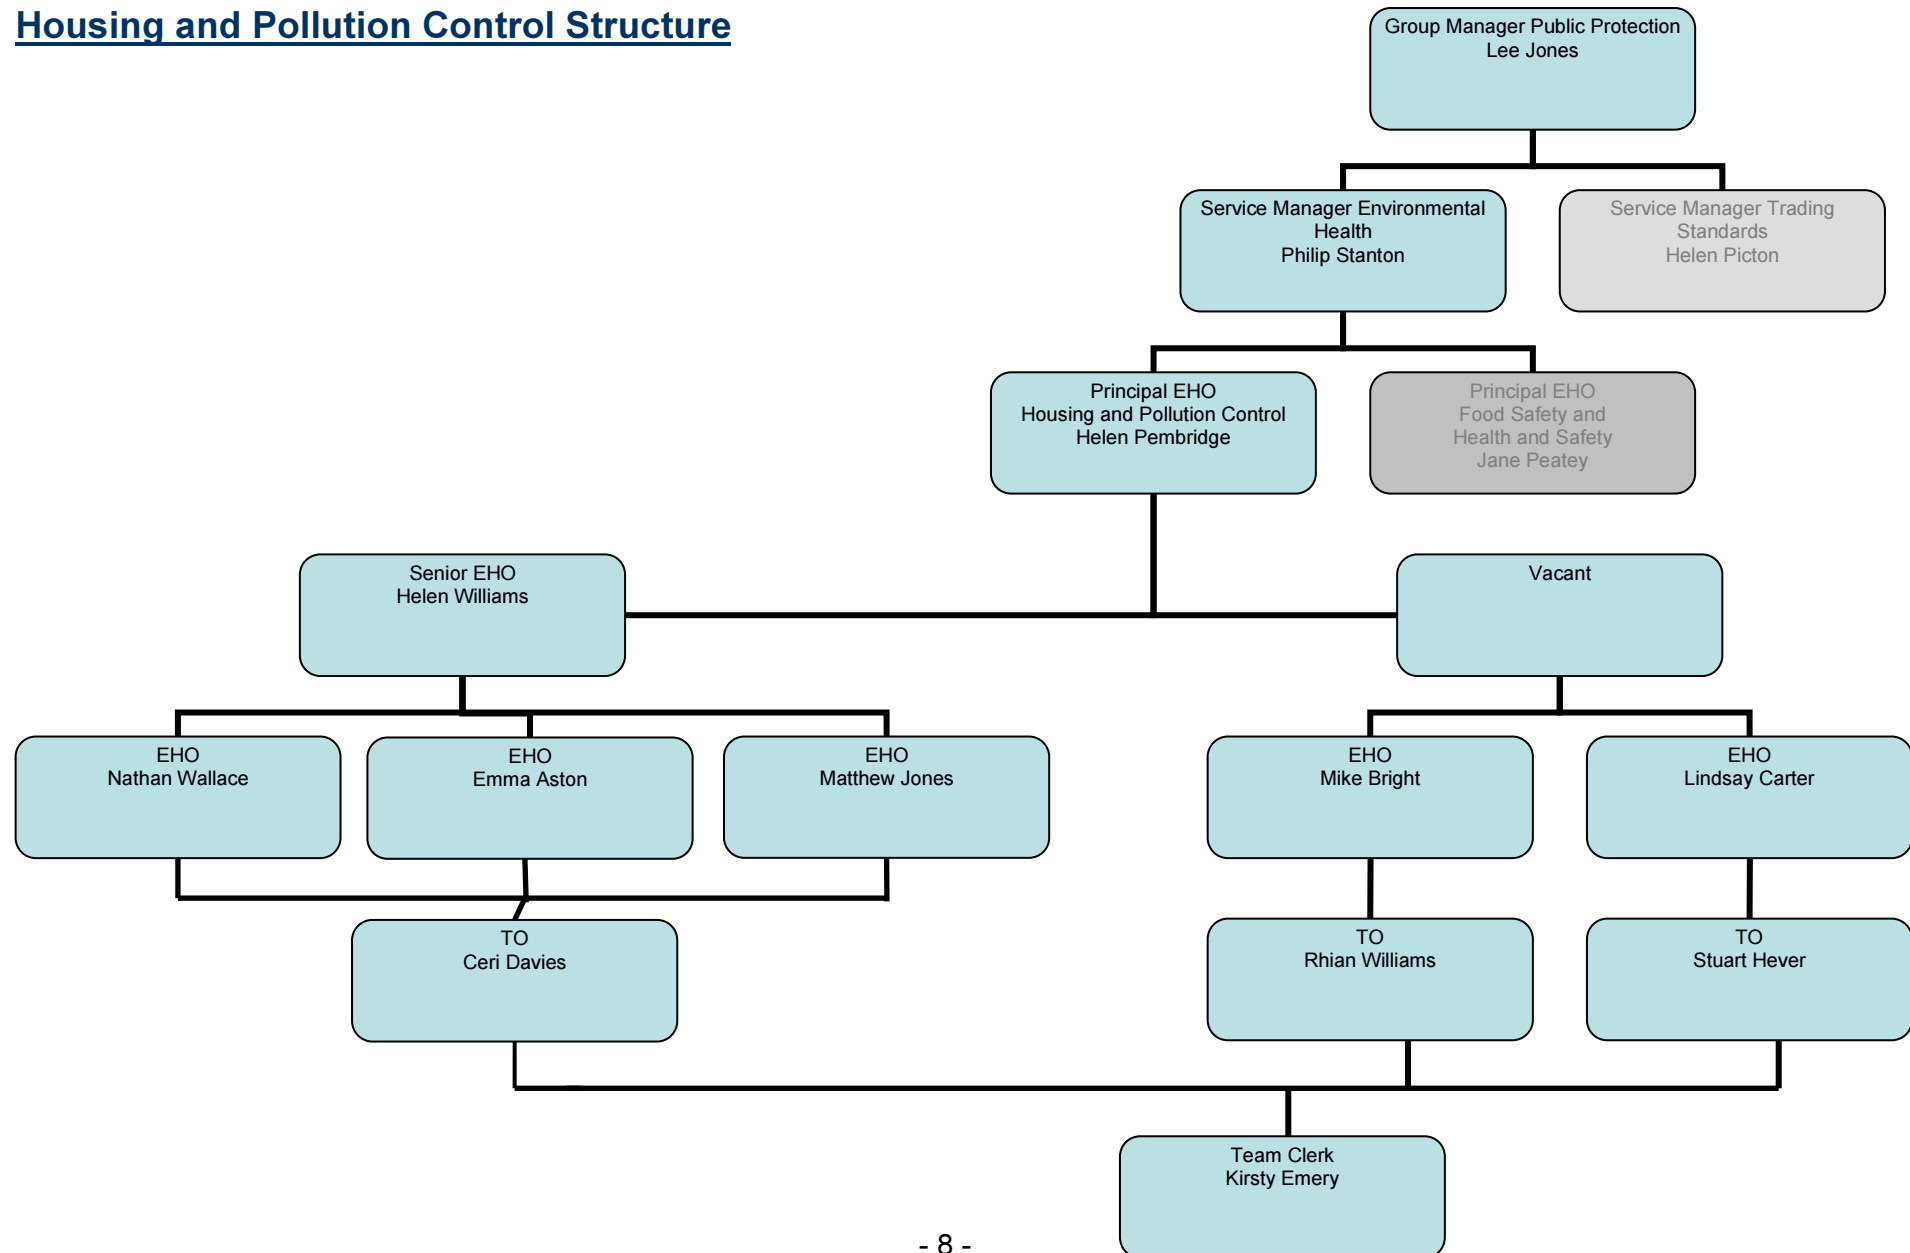 Housing and Pollution Control Structure
Group Manager Public Protection
Lee Jones
Service Manager Environmental
Health
Philip Stanton
Service Manager Trading
Standards
Helen Picton
Principal EHO
Housing and Pollution Control
Helen Pembridge
Principal EHO
Food Safety and
Health and Safety
Jane Peatey
Senior EHO
Helen Williams
Vacant
EHO
Nathan Wallace
EHO
Emma Aston
EHO
Matthew Jones
EHO
Mike Bright
EHO
Lindsay Carter
TO
Ceri Davies
TO
Rhian Williams
TO
Stuart Hever
Team Clerk
Kirsty Emery
- 8 -